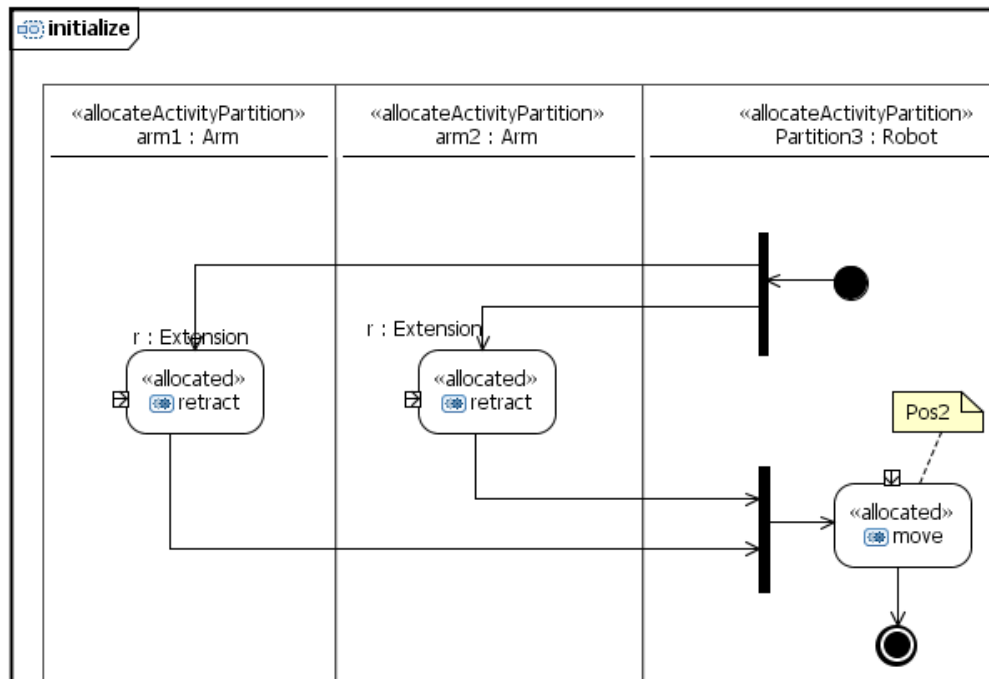 initialize
«allocateActivityPartition»
arm1 : Arm
«allocateActivityPartition»
arm2 : Arm
«allocateActivityPartition»
Partition3 : Robot
r : Extension
«allocated»
retract
r : Extension
«allocated»
retract
Pos2
«allocated»
move